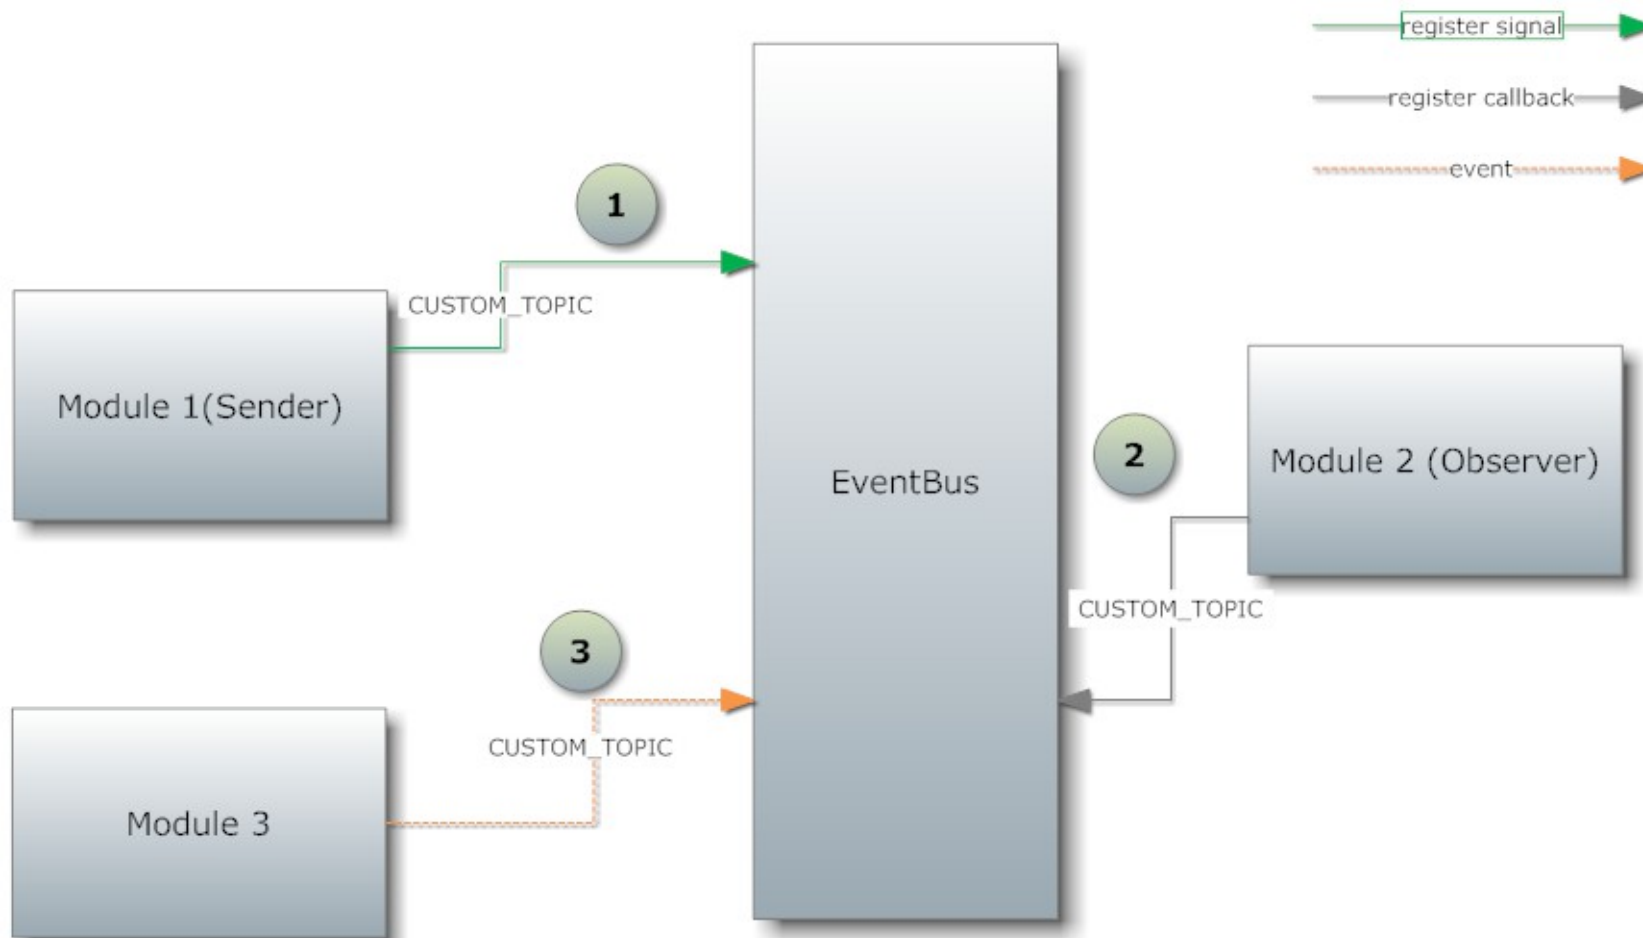 register signal
register callback
event
1
CUSTOM_TOPIC
Module 1(Sender)
EventBus
2
Module 2 (Observer)
CUSTOM_TOPIC
3
CUSTOM_TOPIC
Module 3